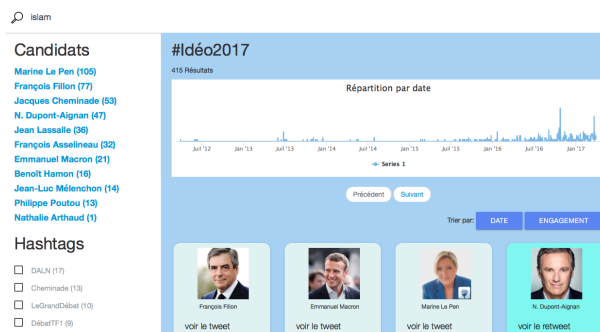 islam
Candidats
Marine Le Pen (105)
François Fillon (77)
Jacques Cheminade (53)
N. Dupont-Aignan (47)
Jean Lassalle (36)
François Asselineau (32)
Emmanuel Macron (21)
Benoît Hamon (16)
Jean-Luc Mélenchon (14)
Philippe Poutou (13)
Nathalie Arthaud (1)
Hashtags
DALN (17)
Cheminade (13)
LeGrandDébat (10)
DébatTF1 (9)
#Idéo2017
415 Résultats
Répartition par date
Juil '12 Jan '13 Juil '13 Jan '14 Juil '14 Jan '15 Juil '15 Jan '16 Juil '16 Jan '17
Series 1
Précédent Suivant
Trier par: DATE ENGAGEMENT
François Fillon
voir le tweet
Emmanuel Macron
voir le tweet
Marine Le Pen
voir le tweet
N. Dupont-Aignan
voir le retweet